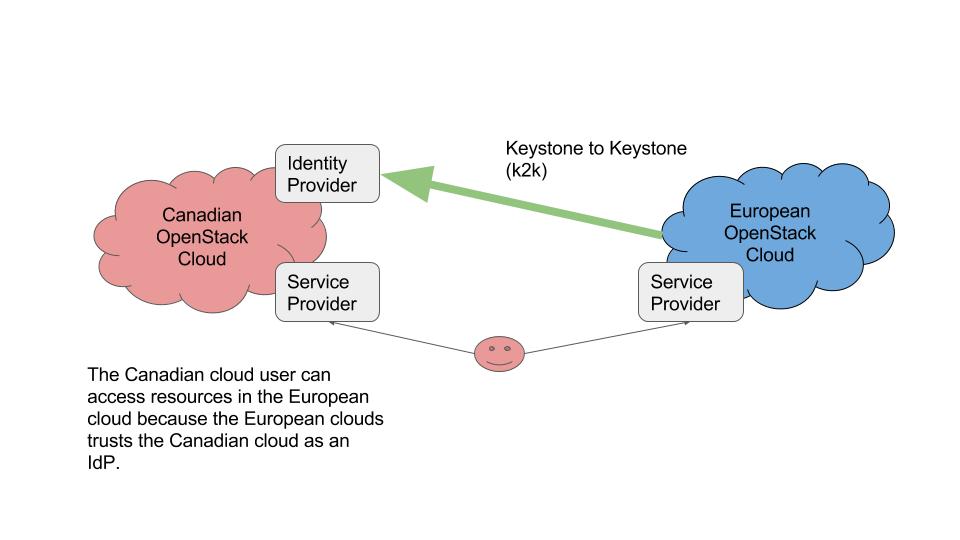 Keystone to Keystone
(k2k)
Identity
Provider
Canadian
OpenStack
Cloud
European
OpenStack
Cloud
Service
Provider
Service
Provider
The Canadian cloud user can
access resources in the European
cloud because the European clouds
trusts the Canadian cloud as an
IdP.